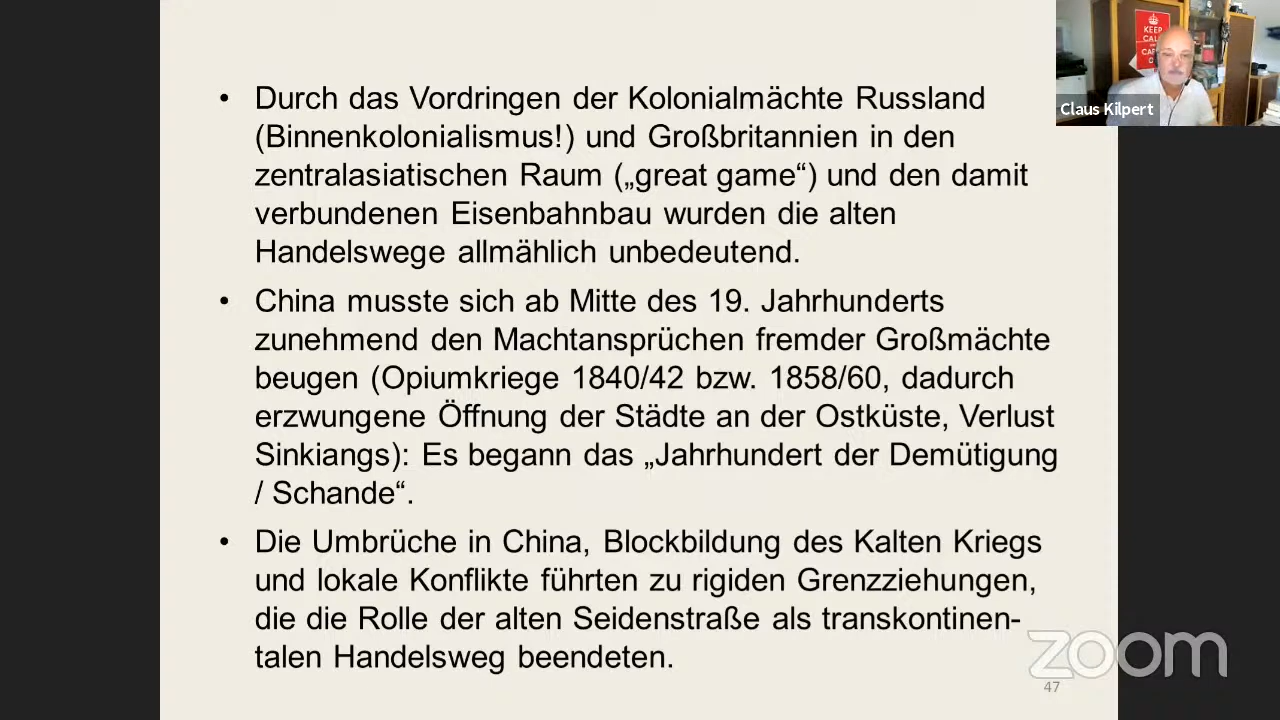 • Durch das Vordringen der Kolonialmächte Russland
(Binnenkolonialismus!) und Großbritannien in den
zentralasiatischen Raum („great game“) und den damit
verbundenen Eisenbahnbau wurden die alten
Handelswege allmählich unbedeutend.
• China musste sich ab Mitte des 19. Jahrhunderts
zunehmend den Machtansprüchen fremder Großmächte
beugen (Opiumkriege 1840/42 bzw. 1858/60, dadurch
erzwungene Öffnung der Städte an der Ostküste, Verlust
Sinkiangs): Es begann das „Jahrhundert der Demütigung
/ Schande“.
• Die Umbrüche in China, Blockbildung des Kalten Kriegs
und lokale Konflikte führten zu rigiden Grenzziehungen,
die die Rolle der alten Seidenstraße als transkontinen-
talen Handelsweg beendeten.
KEEP
Claus Kilpert
zoom
47